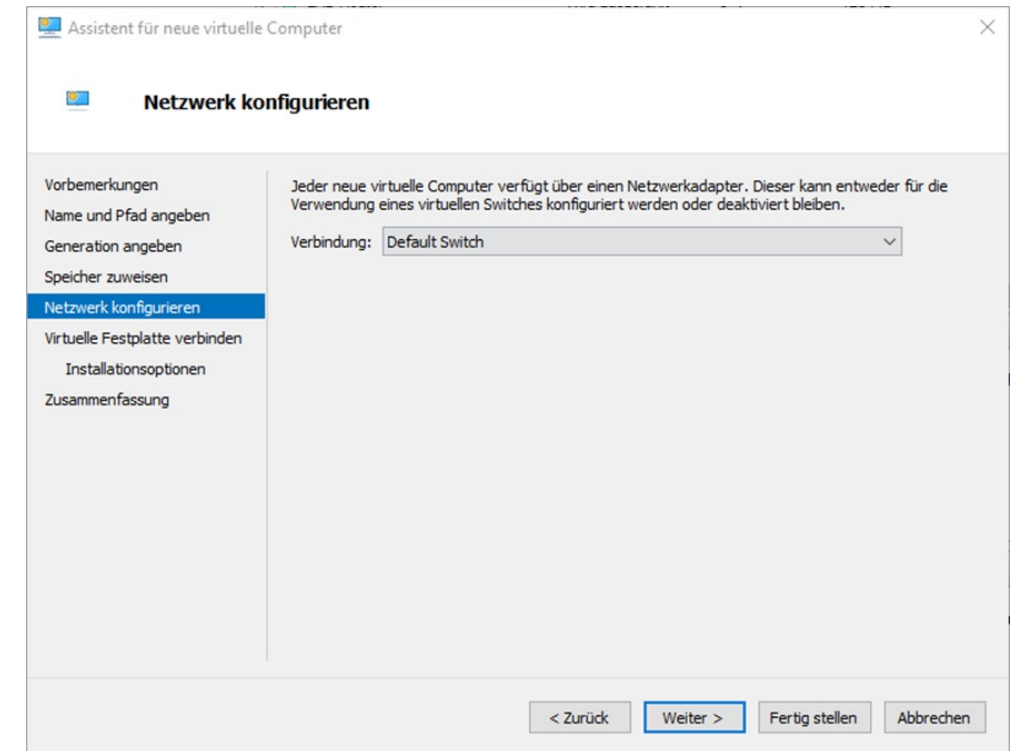 Assistent für neue virtuelle Computer
Netzwerk konfigurieren
Vorbemerkungen
Name und Pfad angeben
Generation angeben
Speicher zuweisen
Netzwerk konfigurieren
Virtuelle Festplatte verbinden
Installationsoptionen
Zusammenfassung
Jeder neue virtuelle Computer verfügt über einen Netzwerkadapter. Dieser kann entweder für die
Verwendung eines virtuellen Switches konfiguriert werden oder deaktiviert bleiben.
Verbindung: Default Switch
< Zurück Weiter > Fertig stellen Abbrechen